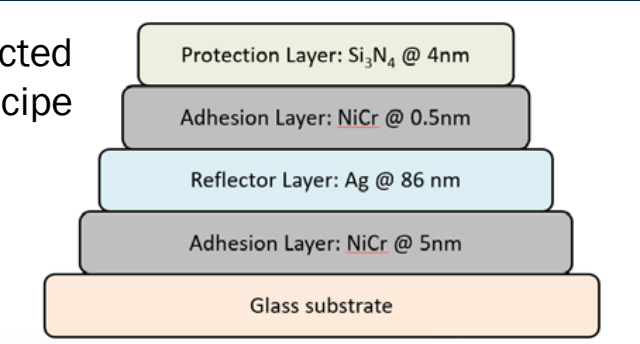 cted
cipe
Protection Layer: Si₃N₄ @ 4nm
Adhesion Layer: NiCr @ 0.5nm
Reflector Layer: Ag @ 86 nm
Adhesion Layer: NiCr @ 5nm
Glass substrate